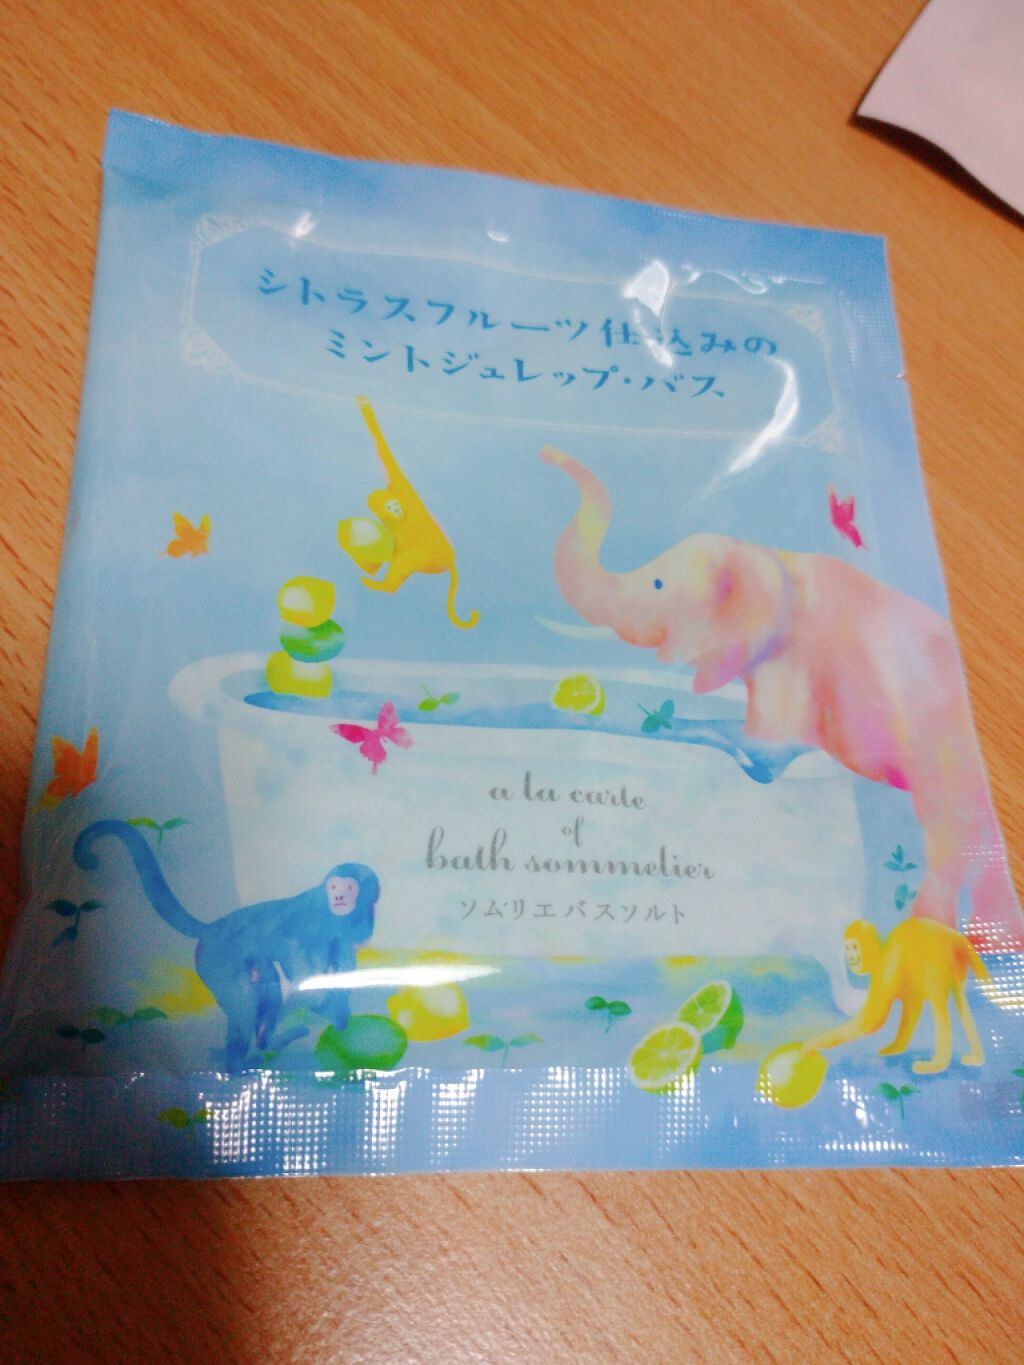 シトラスフルーツ仕込みの
ミントジュレップ・バス
a la carte
of
bath sommelier
ソムリエバスソルト